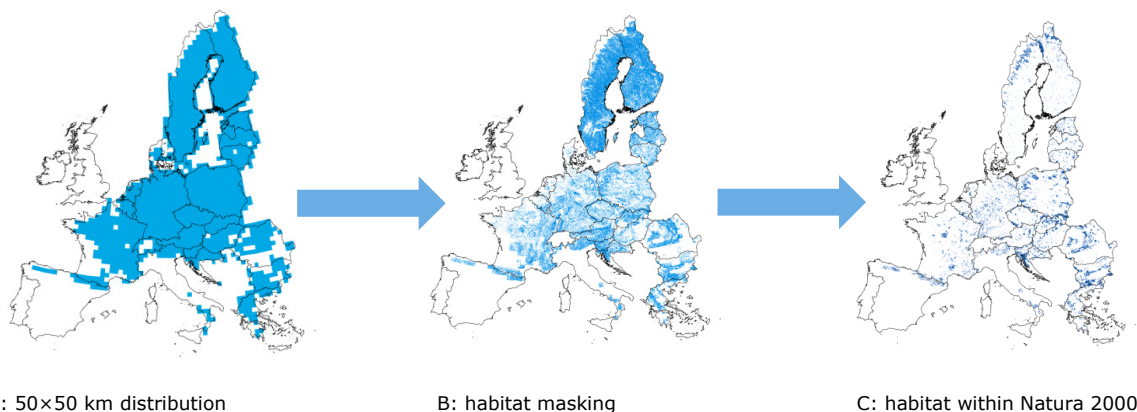 : 50×50 km distribution
B: habitat masking
C: habitat within Natura 2000